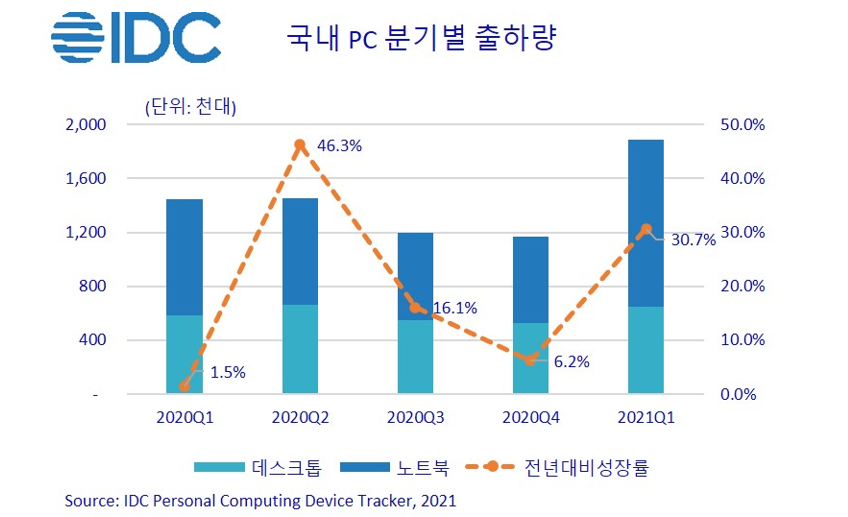 IDC
국내 PC 분기별 출하량
(단위: 천대)
2,000
1,600
1,200
800
400
-
50.0%
40.0%
30.0%
20.0%
10.0%
0.0%
1.5%
46.3%
16.1%
6.2%
30.7%
2020Q1 2020Q2 2020Q3 2020Q4 2021Q1
데스크톱 노트북 전년대비성장률
Source: IDC Personal Computing Device Tracker, 2021